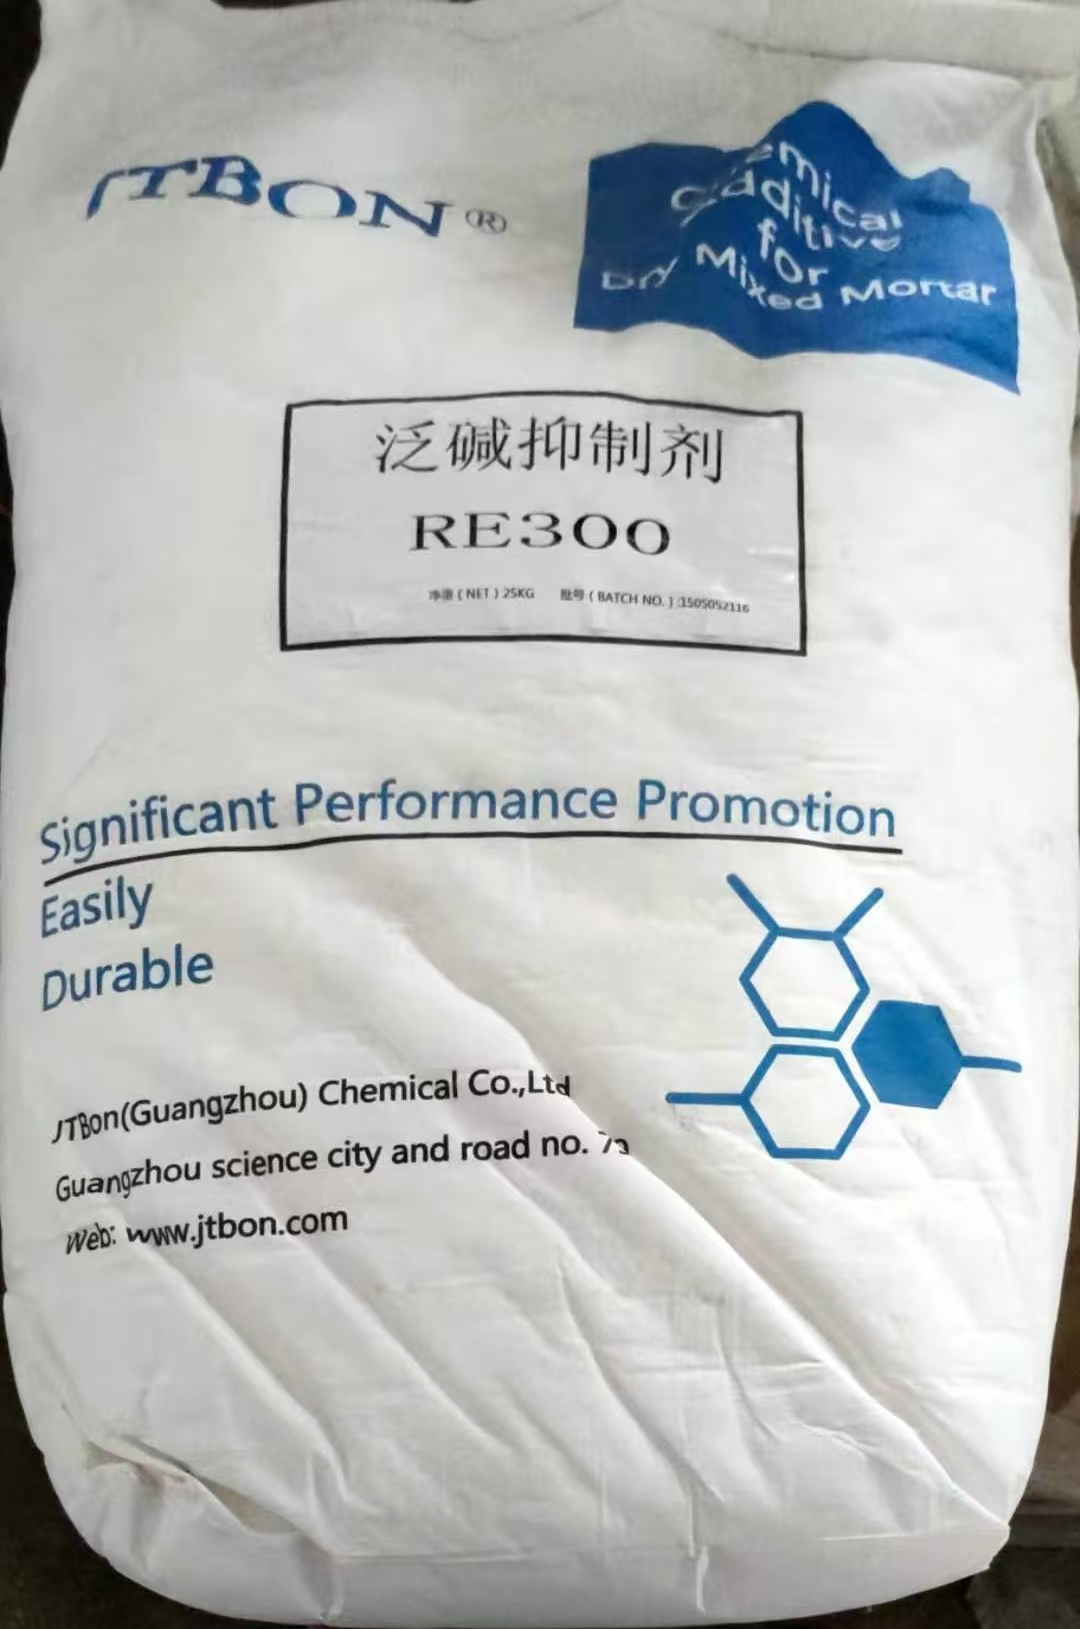 JTBON®
Chemical
additive
for
Dry Mixed Mortar
泛碱抑制剂
RE300
净重（NET）25KG 批号（BATCH NO.）:1505052116
Significant Performance Promotion
Easily
Durable
JTBon(Guangzhou) Chemical Co.,Ltd
Guangzhou science city and road no.
Web: www.jtbon.com